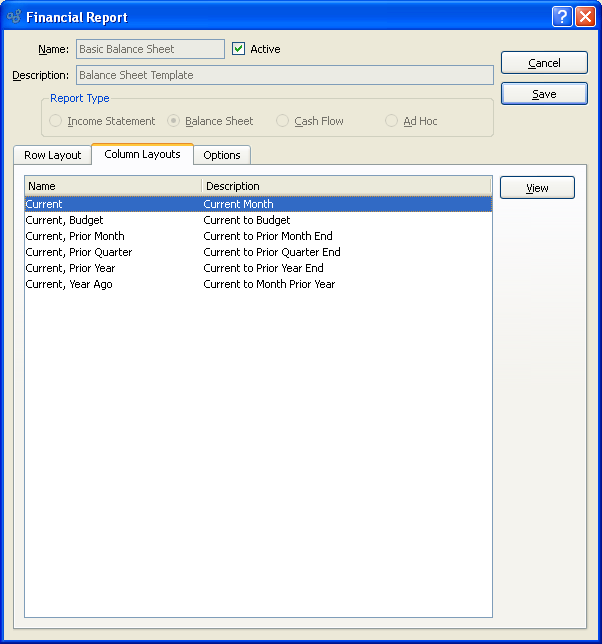 Financial Report
Name: Basic Balance Sheet Active
Cancel
Description: Balance Sheet Template
Save
Report Type
Income Statement Balance Sheet Cash Flow Ad Hoc
Row Layout Column Layouts Options
Name Description
View
Current Current Month
Current, Budget Current to Budget
Current, Prior Month Current to Prior Month End
Current, Prior Quarter Current to Prior Quarter End
Current, Prior Year Current to Prior Year End
Current, Year Ago Current to Month Prior Year